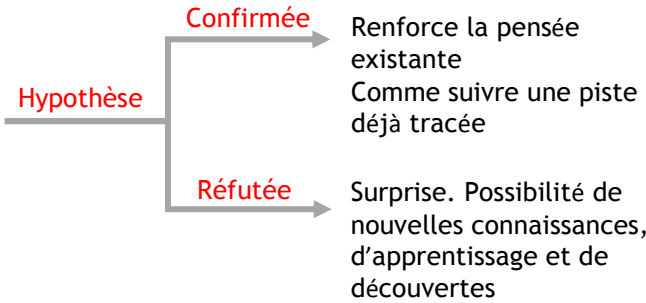 Confirmée
Renforce la pensée
existante
Comme suivre une piste
déjà tracée
Hypothèse
Réfutée
Surprise. Possibilité de
nouvelles connaissances,
d’apprentissage et de
découvertes